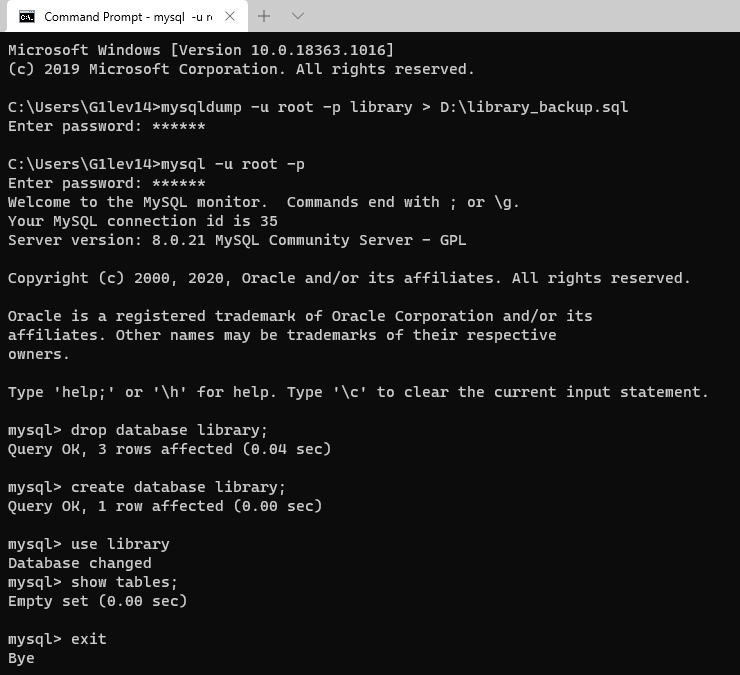 Command Prompt - mysql  -u r
Microsoft Windows [Version 10.0.18363.1016]
(c) 2019 Microsoft Corporation. All rights reserved.
C:\Users\G1lev14>mysqldump -u root -p library > D:\library_backup.sql
Enter password: ******
C:\Users\G1lev14>mysql -u root -p
Enter password: ******
Welcome to the MySQL monitor.  Commands end with ; or \g.
Your MySQL connection id is 35
Server version: 8.0.21 MySQL Community Server - GPL
Copyright (c) 2000, 2020, Oracle and/or its affiliates. All rights reserved.
Oracle is a registered trademark of Oracle Corporation and/or its
affiliates. Other names may be trademarks of their respective
owners.
Type 'help;' or '\h' for help. Type '\c' to clear the current input statement.
mysql> drop database library;
Query OK, 3 rows affected (0.04 sec)
mysql> create database library;
Query OK, 1 row affected (0.00 sec)
mysql> use library
Database changed
mysql> show tables;
Empty set (0.00 sec)
mysql> exit
Bye